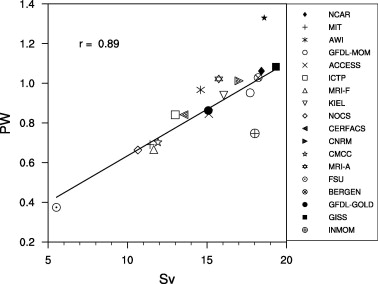 1.4
1.2
1.0
0.8
0.6
0.4
0.2
PW
r = 0.89
5
10
15
20
Sv
NCAR
MIT
AWI
GFDL-MOM
ACCESS
ICTP
MRI-F
KIEL
NOCS
CERFACS
CNRM
CMCC
MRI-A
FSU
BERGEN
GFDL-GOLD
GISS
INMOM